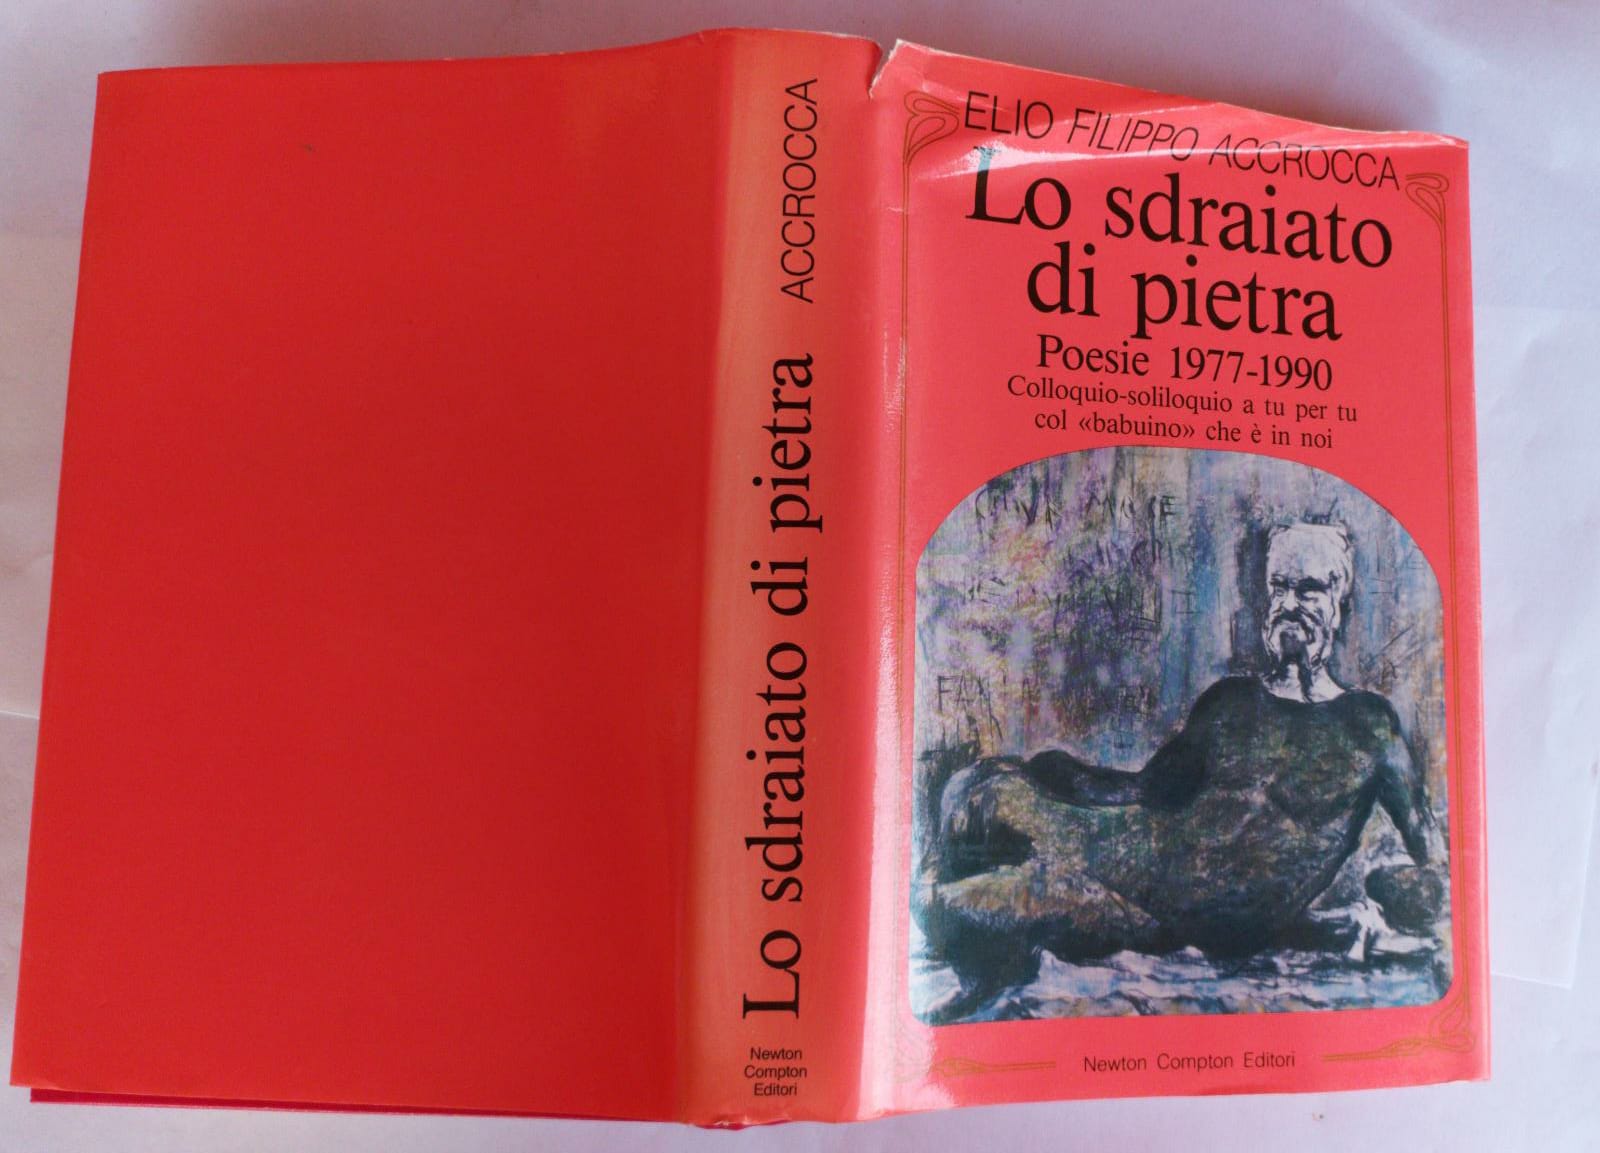 Lo sdraiato di pietra ACCROCCA
Newton
Compton
Editori
ELIO FILIPPO ACCROCCA
Lo sdraiato
di pietra
Poesie 1977-1990
Colloquio-soliloquio a tu per tu
col «babuino» che è in noi
Newton Compton Editori